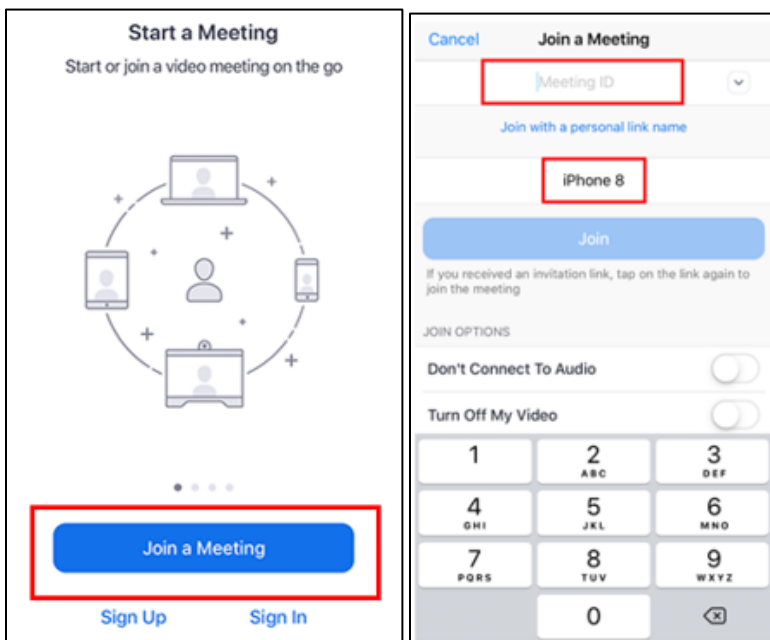 Start a Meeting
Start or join a video meeting on the go
Join a Meeting
Sign Up
Sign In
Cancel
Join a Meeting
Meeting ID
Join with a personal link name
iPhone 8
Join
If you received an invitation link, tap on the link again to
join the meeting
JOIN OPTIONS
Don't Connect To Audio
Turn Off My Video
1 2 3
ABC DEF
4 5 6
GHI JKL MNO
7 8 9
PQRS TUV WXYZ
0